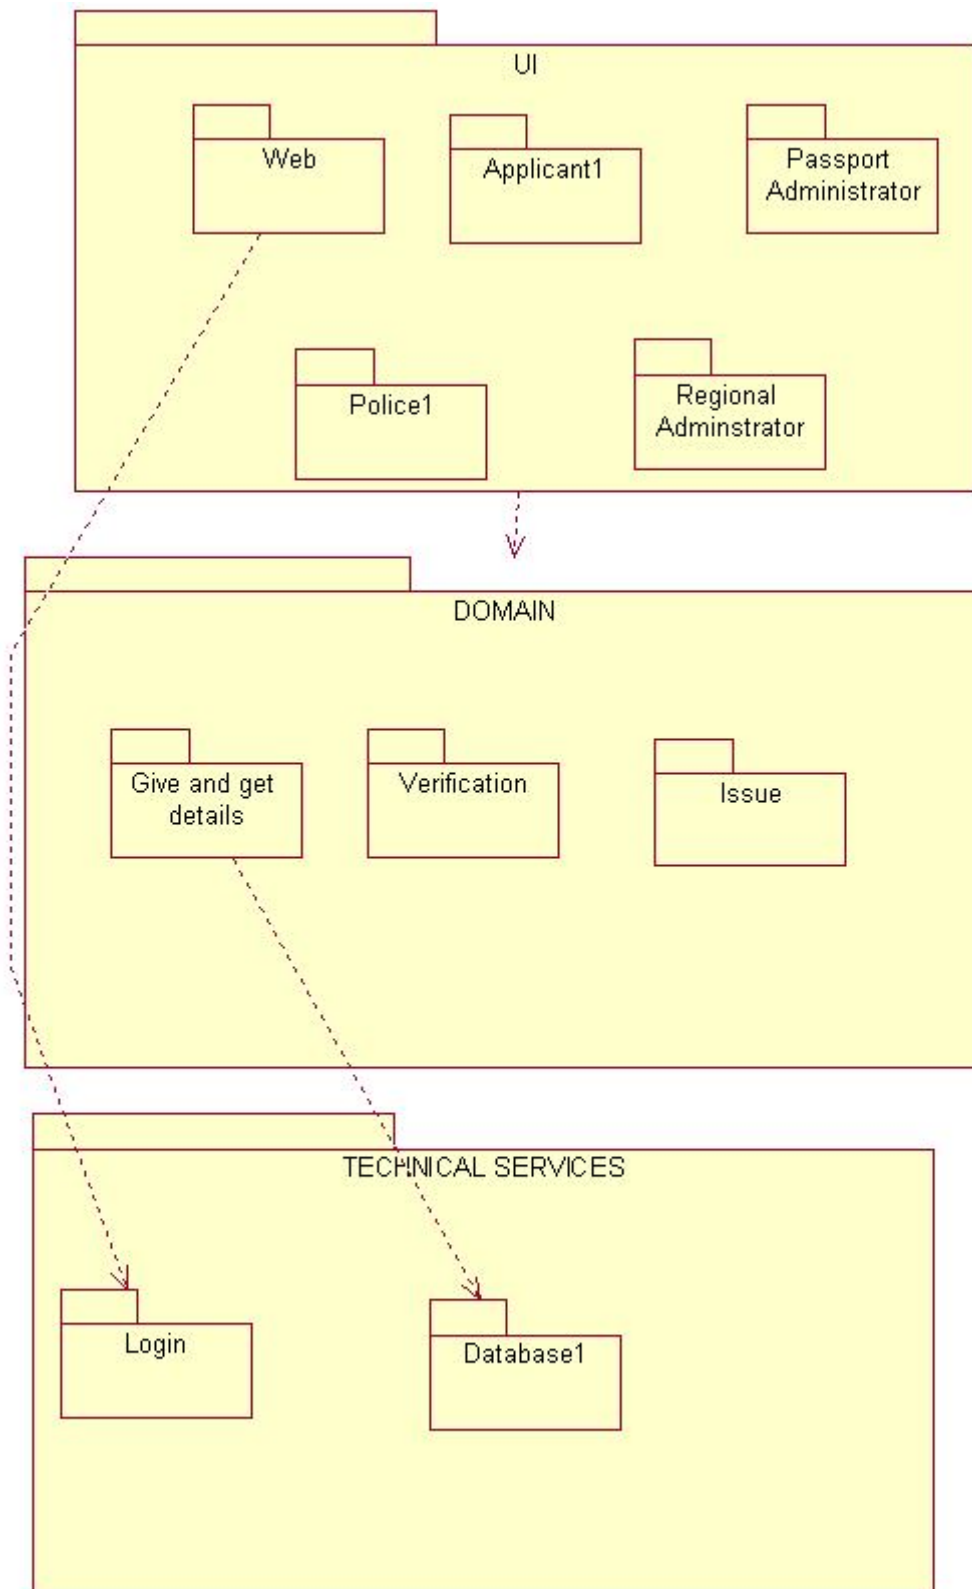 UI
Web
Applicant1
Passport
Administrator
Police1
Regional
Adminstrator
DOMAIN
Give and get
details
Verification
Issue
TECHNICAL SERVICES
Login
Database1